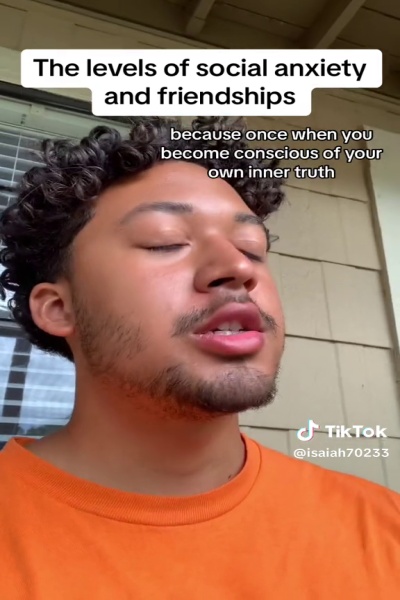 The levels of social anxiety
and friendships
because once when you
become conscious of your
own inner truth
TikTok
@isaiah70233